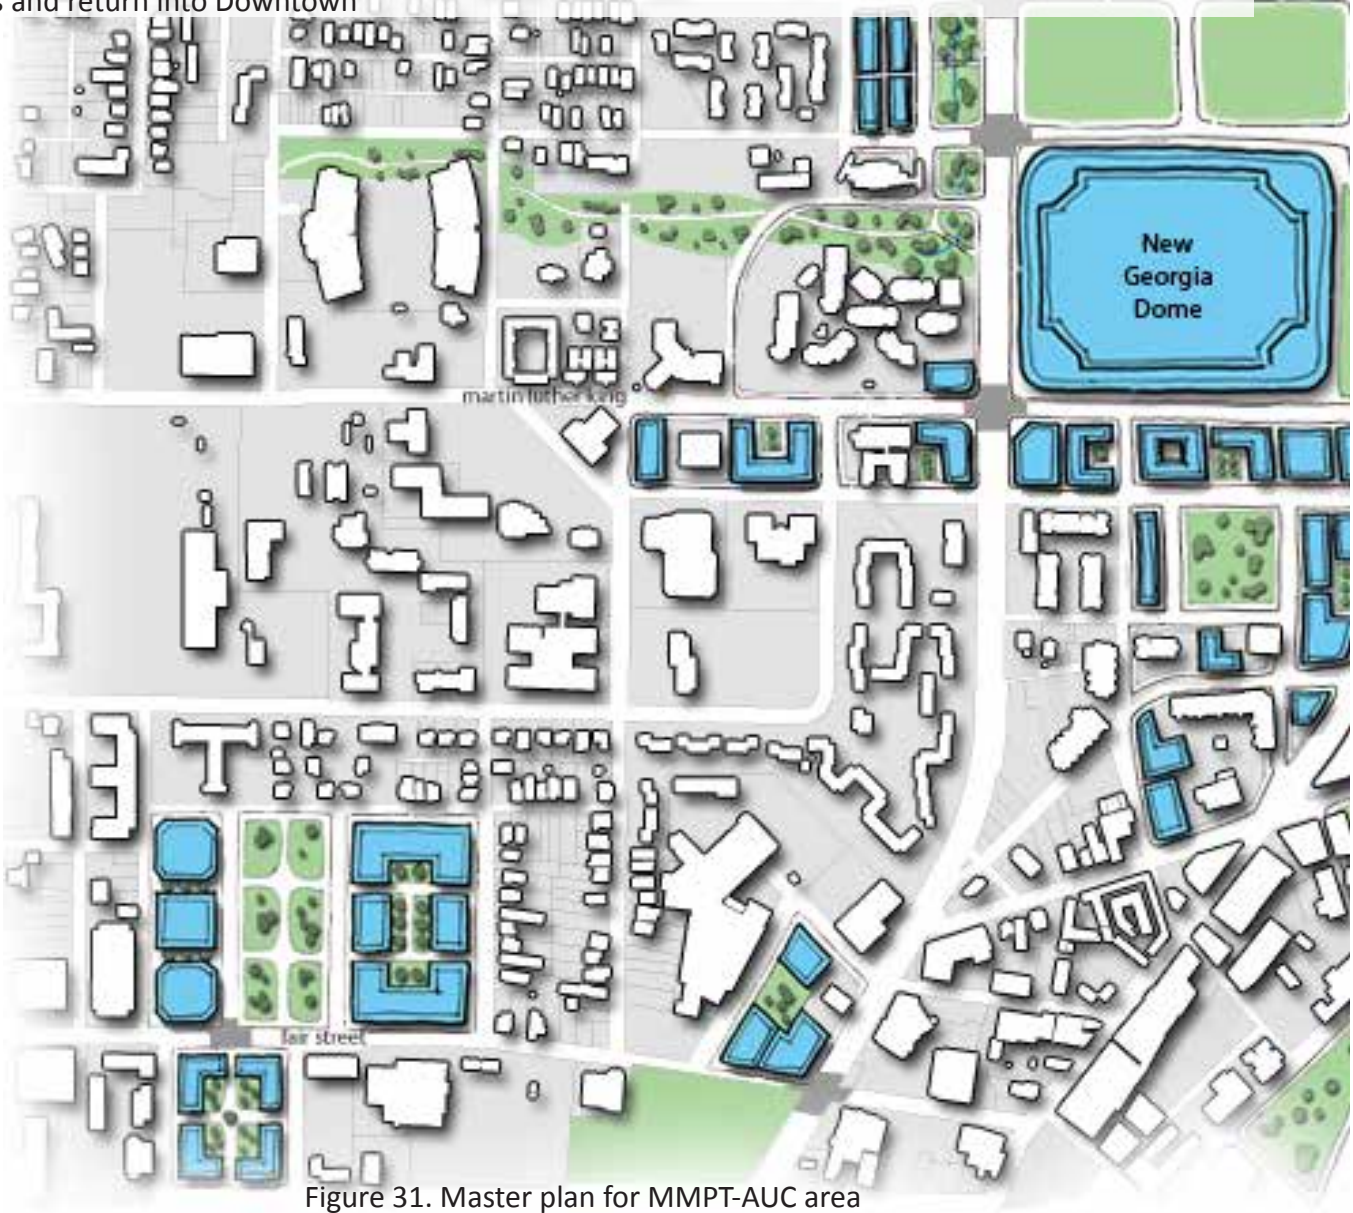 and return into Downtown
New
Georgia
Dome
martin luther king
fair street
Figure 31. Master plan for MMPT-AUC area